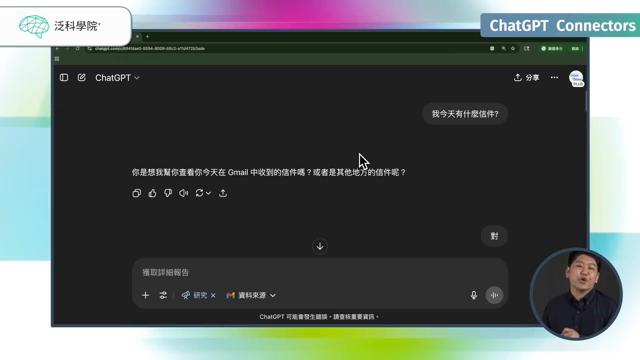 泛科學院
ChatGPT Connectors
ChatGPT
分享
PLUS
我今天有什麼信件?
你是想我幫你查看你今天在 Gmail 中收到的信件嗎？或者是其他地方的信件呢？
對
獲取詳細報告
研究
資料來源
ChatGPT 可能會發生錯誤。請查核重要資訊。